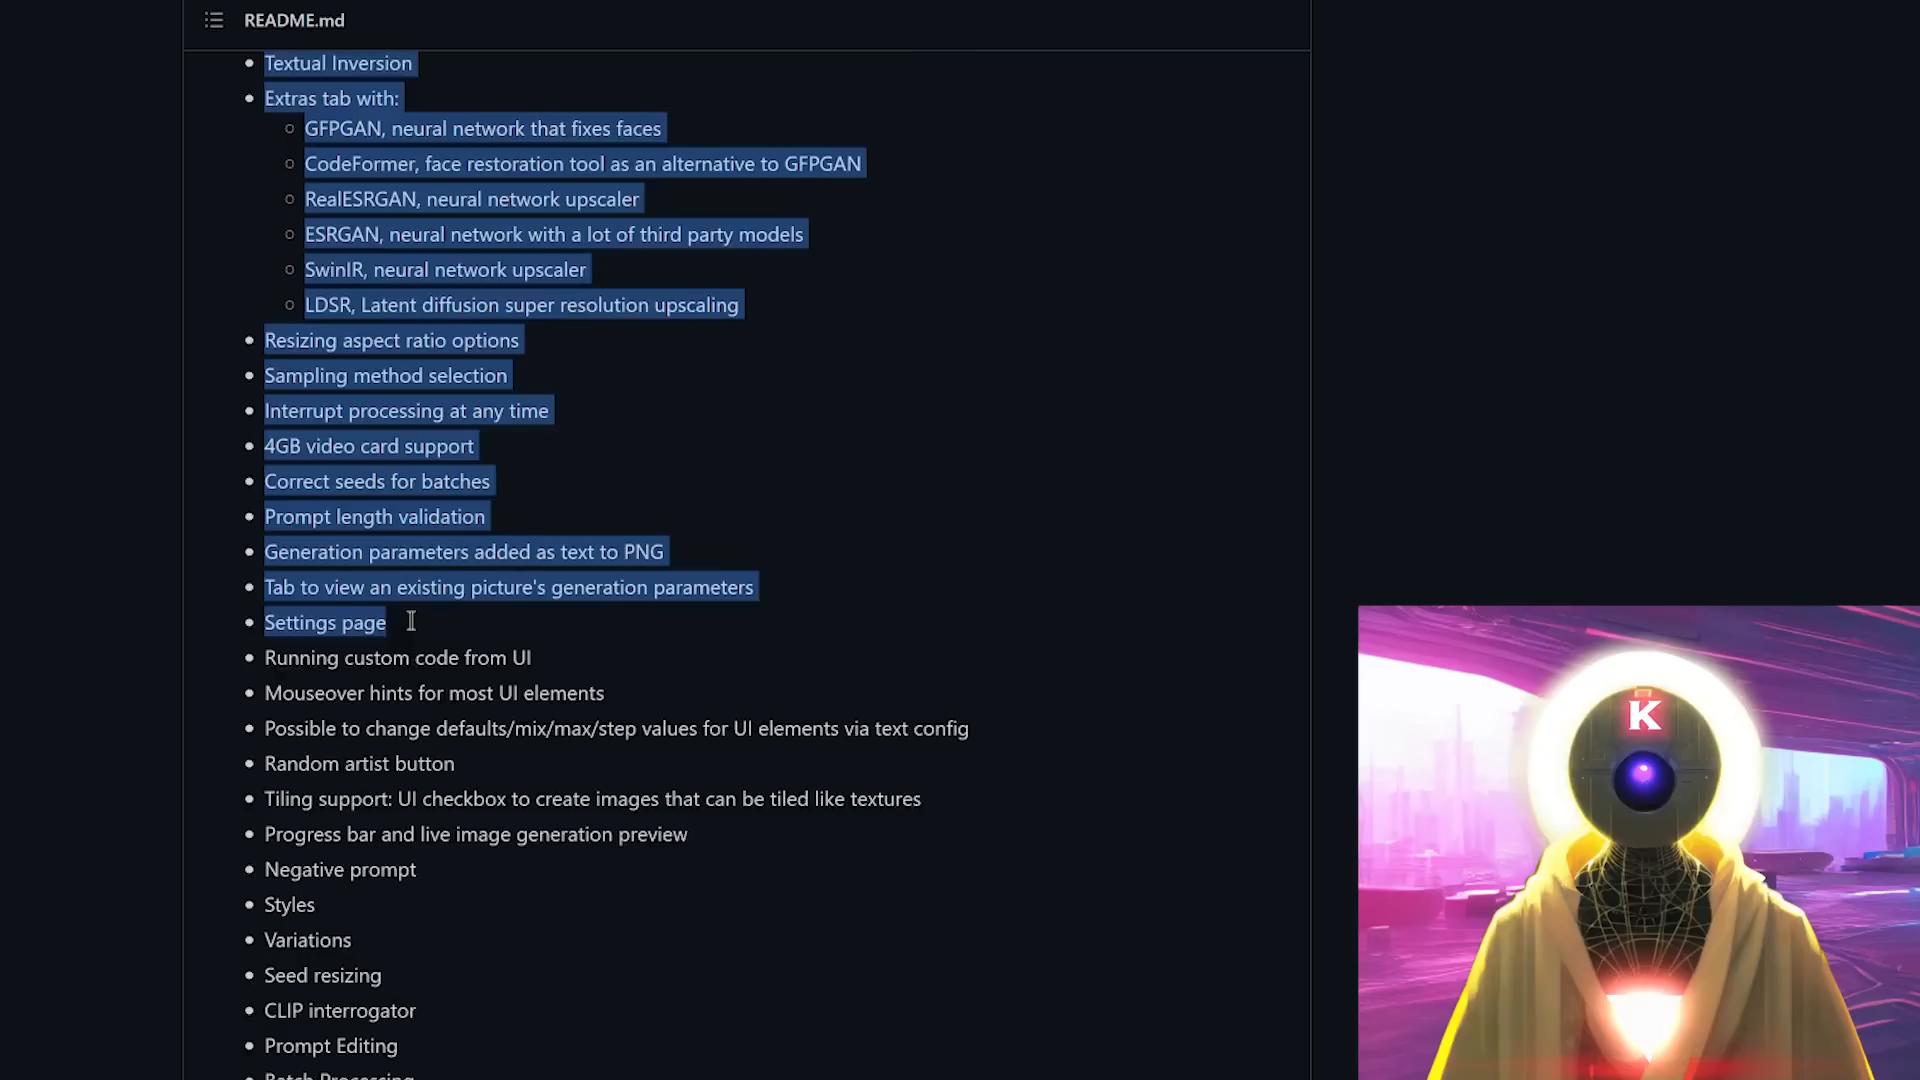 README.md
Textual Inversion
Extras tab with:
GFPGAN, neural network that fixes faces
CodeFormer, face restoration tool as an alternative to GFPGAN
RealESRGAN, neural network upscaler
ESRGAN, neural network with a lot of third party models
SwinIR, neural network upscaler
LDSR, Latent diffusion super resolution upscaling
Resizing aspect ratio options
Sampling method selection
Interrupt processing at any time
4GB video card support
Correct seeds for batches
Prompt length validation
Generation parameters added as text to PNG
Tab to view an existing picture's generation parameters
Settings page
Running custom code from UI
Mouseover hints for most UI elements
Possible to change defaults/mix/max/step values for UI elements via text config
Random artist button
Tiling support: UI checkbox to create images that can be tiled like textures
Progress bar and live image generation preview
Negative prompt
Styles
Variations
Seed resizing
CLIP interrogator
Prompt Editing
Batch Processing
K